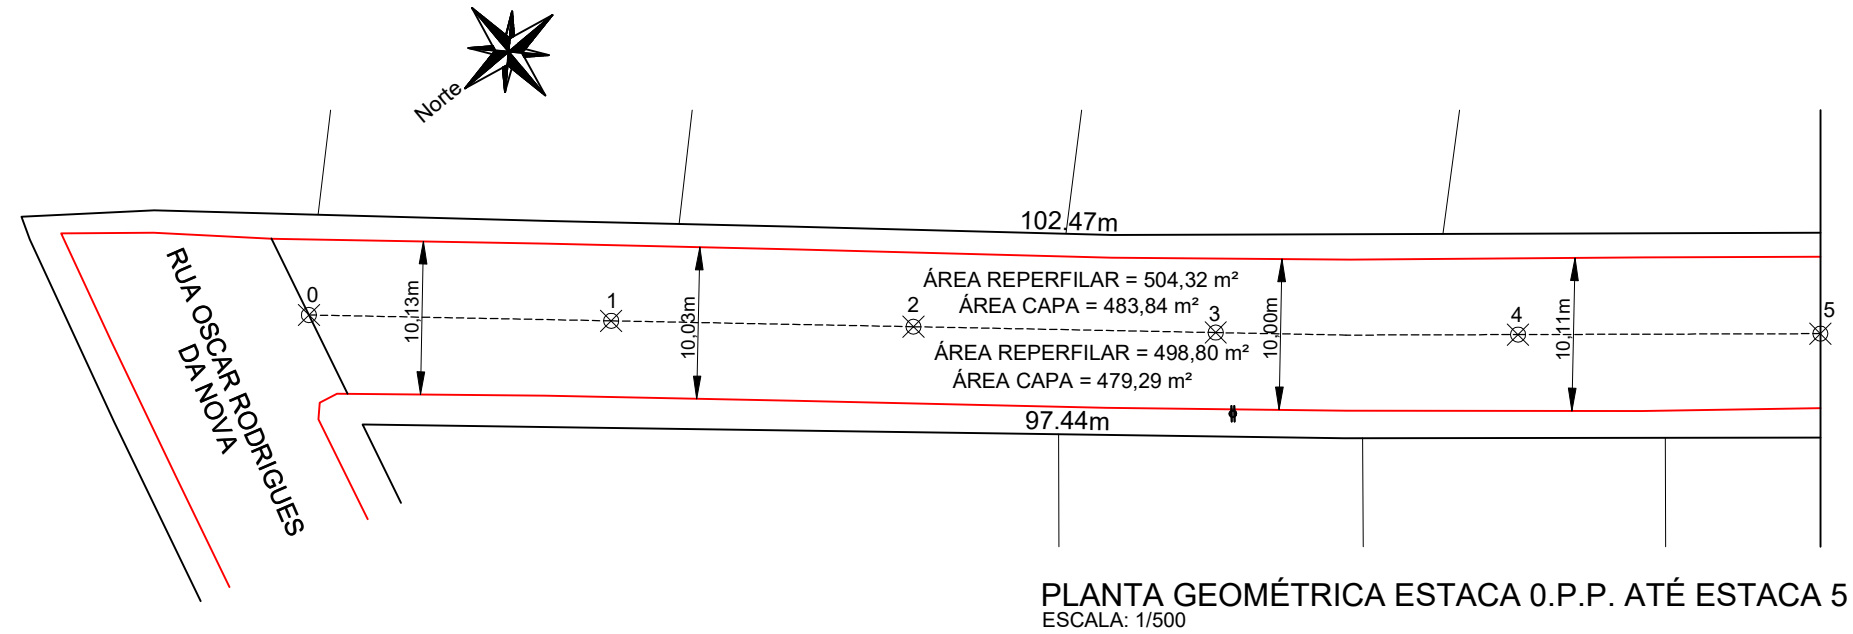 Norte
102.47m
RUA OSCAR RODRIGUES
DA NOVA
0
1
2
3
4
5
10,13m
10,03m
10,00m
10,11m
ÁREA REPERFILAR = 504,32 m²
ÁREA CAPA = 483,84 m²
ÁREA REPERFILAR = 498,80 m²
ÁREA CAPA = 479,29 m²
97.44m
PLANTA GEOMÉTRICA ESTACA 0.P.P. ATÉ ESTACA 5
ESCALA: 1/500